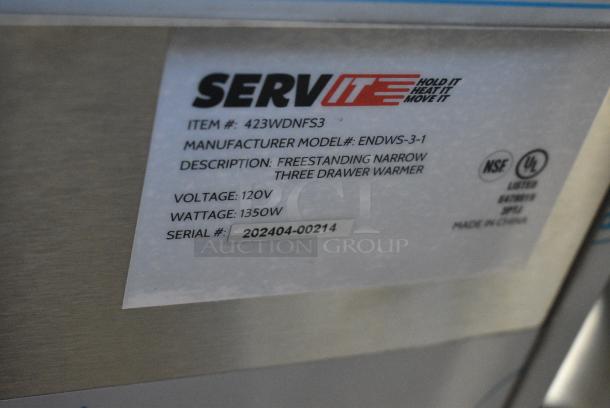 SERVIT
HOLD IT
HEAT IT
MOVE IT
ITEM #: 423WDNFS3
MANUFACTURER MODEL#: ENDWS-3-1
DESCRIPTION: FREESTANDING NARROW
THREE DRAWER WARMER
VOLTAGE: 120V
WATTAGE: 1350W
SERIAL #: 202404-00214
NSF
UL
LISTED
MADE IN CHINA
AUCTION GROUP